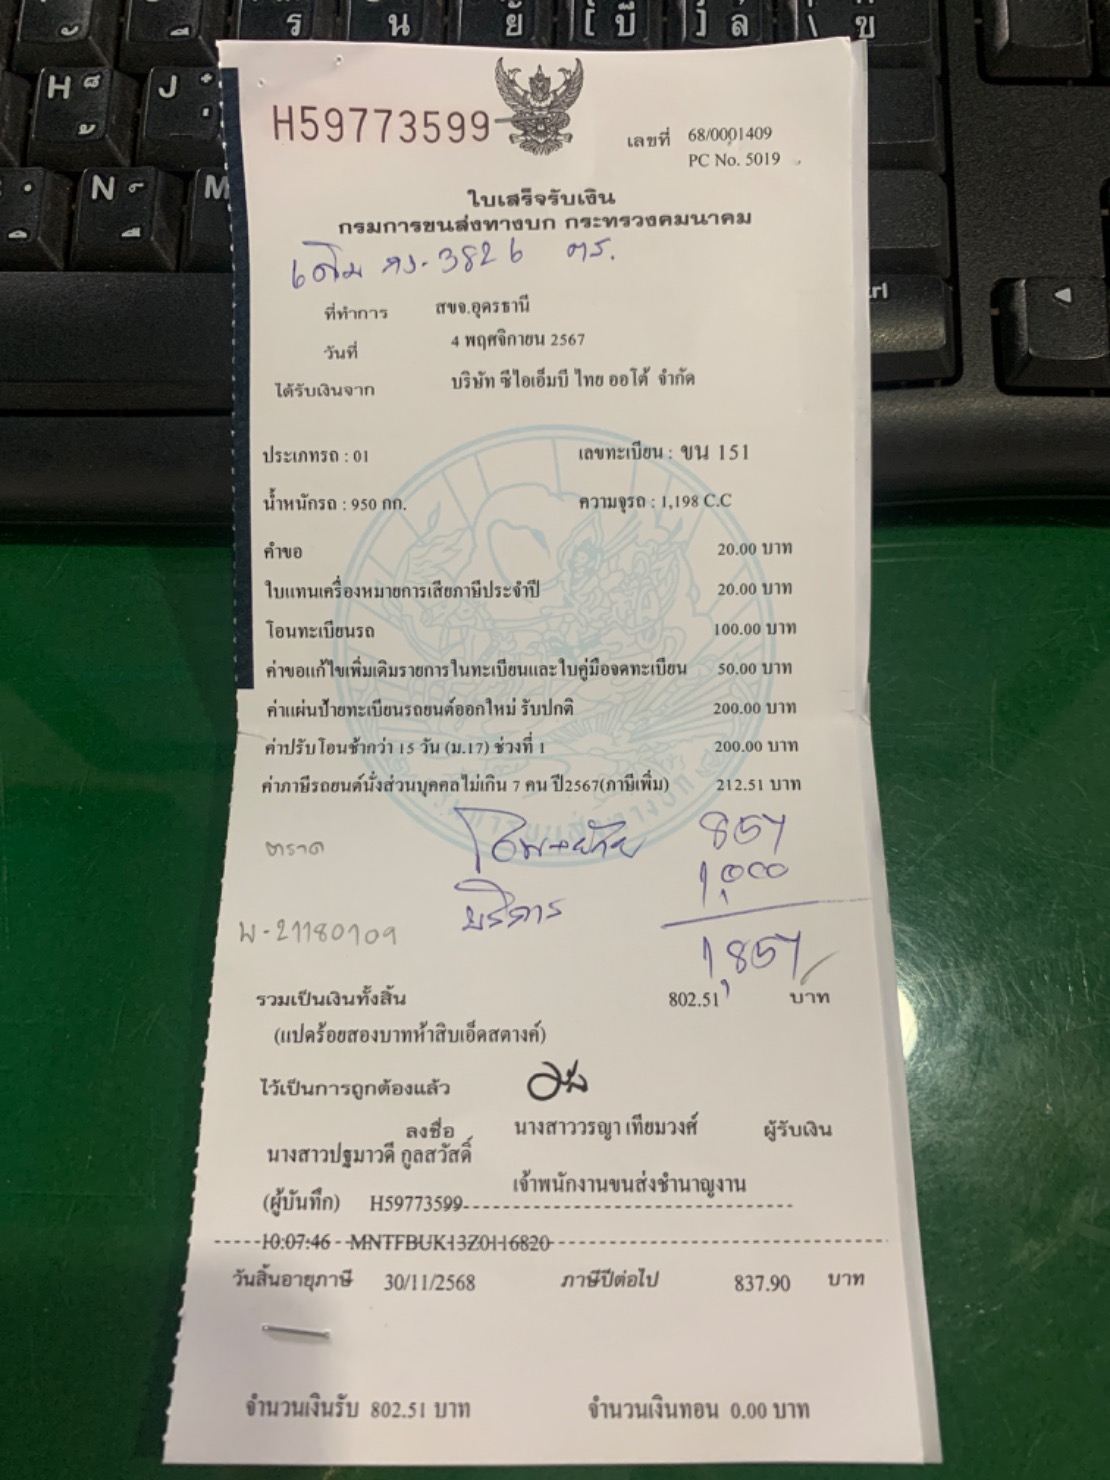 H59773599
เลขที่ 68/0001409
PC No. 5019
ใบเสร็จรับเงิน
กรมการขนส่งทางบก กระทรวงคมนาคม
เดิม กง-3826 ตร.
ที่ทำการ สขจ.อุดรธานี
วันที่ 4 พฤศจิกายน 2567
ได้รับเงินจาก บริษัท ซีไอเอ็มบี ไทย ออโต้ จำกัด
ประเภทรถ : 01 เลขทะเบียน : ขน 151
น้ำหนักรถ : 950 กก. ความจุรถ : 1,198 C.C
คำขอ 20.00 บาท
ใบแทนเครื่องหมายการเสียภาษีประจำปี 20.00 บาท
โอนทะเบียนรถ 100.00 บาท
ค่าขอแก้ไขเพิ่มเติมรายการในทะเบียนและใบคู่มือจดทะเบียน 50.00 บาท
ค่าแผ่นป้ายทะเบียนรถยนต์ออกใหม่ รับปกติ 200.00 บาท
ค่าปรับโอนช้ากว่า 15 วัน (ม.17) ช่วงที่ 1 200.00 บาท
ค่าภาษีรถยนต์นั่งส่วนบุคคลไม่เกิน 7 คน ปี2567(ภาษีเพิ่ม) 212.51 บาท
ตราด 857
บริการ 1,000
พ-21180109
1,857
รวมเป็นเงินทั้งสิ้น 802.51 บาท
(แปดร้อยสองบาทห้าสิบเอ็ดสตางค์)
ไว้เป็นการถูกต้องแล้ว
ลงชื่อ นางสาววรญา เทียมวงศ์ ผู้รับเงิน
นางสาวปฐมาวดี กูลสวัสดิ์
เจ้าพนักงานขนส่งชำนาญงาน
(ผู้บันทึก) H59773599
10:07:46 MNTFBUK13Z0116820
วันสิ้นอายุภาษี 30/11/2568 ภาษีปีต่อไป 837.90 บาท
จำนวนเงินรับ 802.51 บาท จำนวนเงินทอน 0.00 บาท